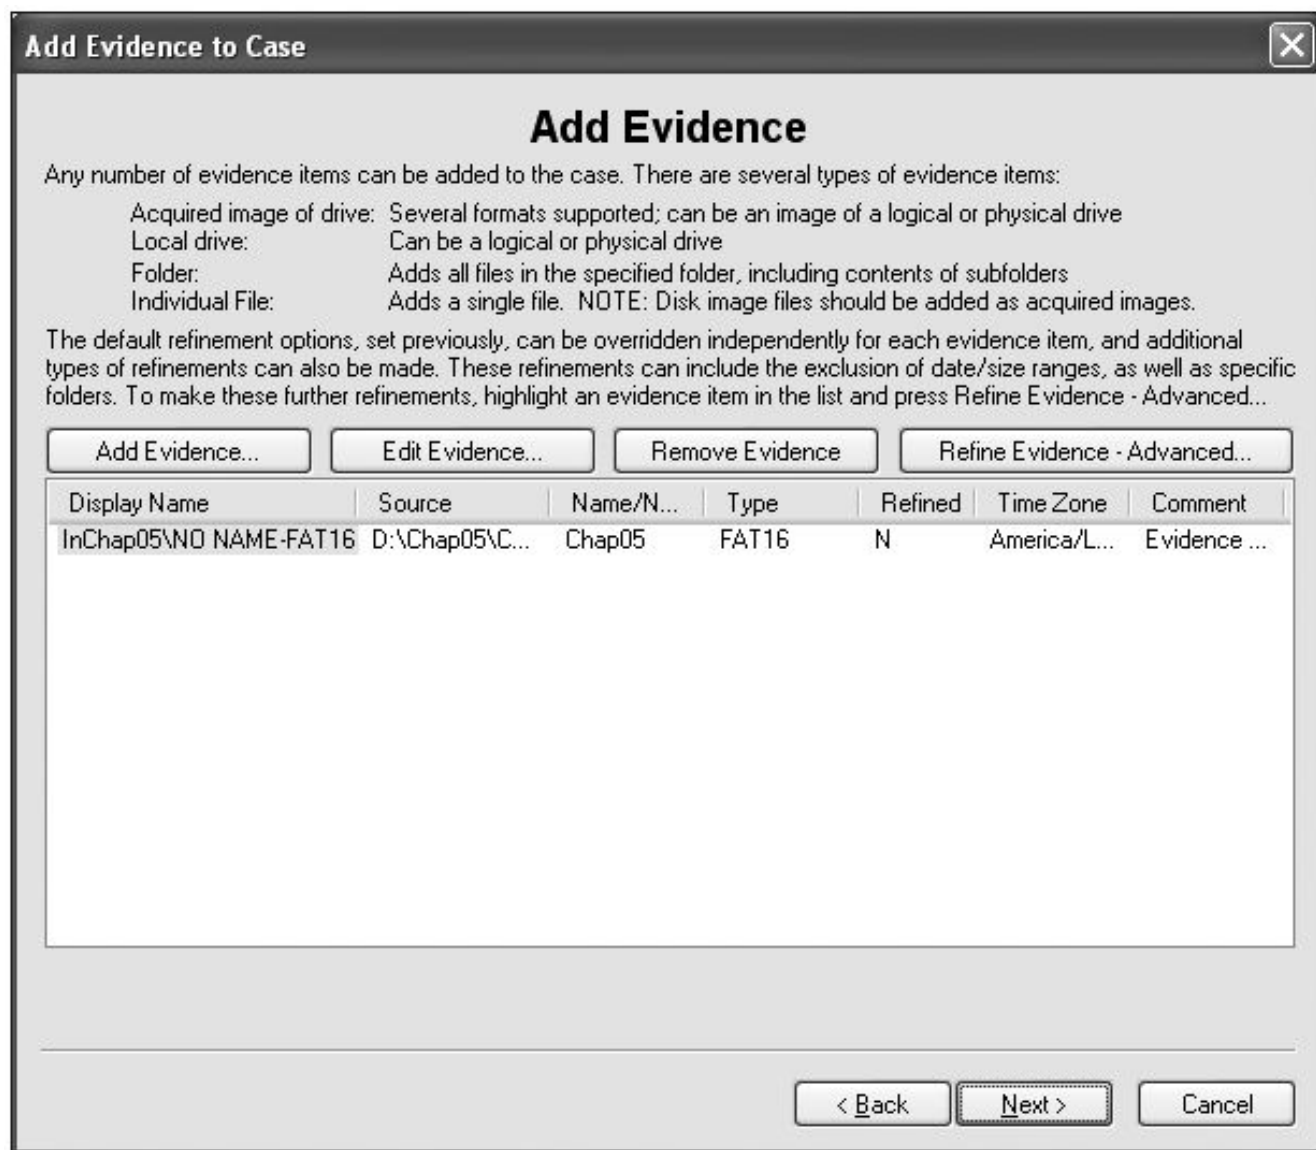 Add Evidence to Case
Add Evidence
Any number of evidence items can be added to the case. There are several types of evidence items:
Acquired image of drive: Several formats supported; can be an image of a logical or physical drive
Local drive: Can be a logical or physical drive
Folder: Adds all files in the specified folder, including contents of subfolders
Individual File: Adds a single file. NOTE: Disk image files should be added as acquired images.
The default refinement options, set previously, can be overridden independently for each evidence item, and additional
types of refinements can also be made. These refinements can include the exclusion of date/size ranges, as well as specific
folders. To make these further refinements, highlight an evidence item in the list and press Refine Evidence - Advanced...
Add Evidence... Edit Evidence... Remove Evidence Refine Evidence - Advanced...
Display Name Source Name/N... Type Refined Time Zone Comment
InChap05\NO NAME-FAT16 D:\Chap05\C... Chap05 FAT16 N America/L... Evidence ...
< Back Next > Cancel